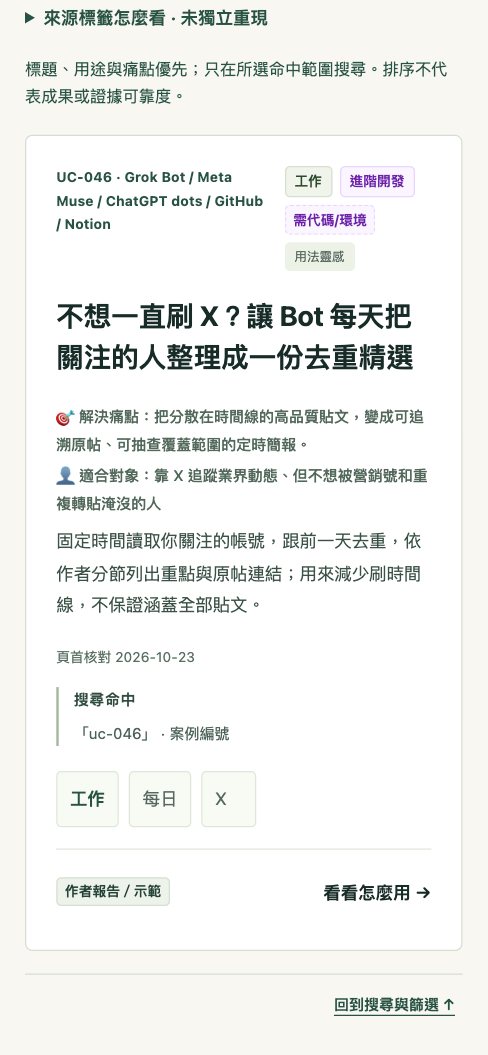 ▶ 來源標籤怎麼看 · 未獨立重現
標題、用途與痛點優先；只在所選命中範圍搜尋。排序不代
表成果或證據可靠度。
UC-046 · Grok Bot / Meta
Muse / ChatGPT dots / GitHub
/ Notion
工作
進階開發
需代碼/環境
用法靈感
不想一直刷 X？讓 Bot 每天把
關注的人整理成一份去重精選
🎯 解決痛點：把分散在時間線的高品質貼文，變成可追
溯原帖、可抽查覆蓋範圍的定時簡報。
👤 適合對象：靠 X 追蹤業界動態、但不想被營銷號和重
複轉貼淹沒的人
固定時間讀取你關注的帳號，跟前一天去重，依
作者分節列出重點與原帖連結；用來減少刷時間
線，不保證涵蓋全部貼文。
頁首核對 2026-10-23
搜尋命中
「uc-046」 · 案例編號
工作
每日
X
作者報告 / 示範
看看怎麼用 →
回到搜尋與篩選 ↑